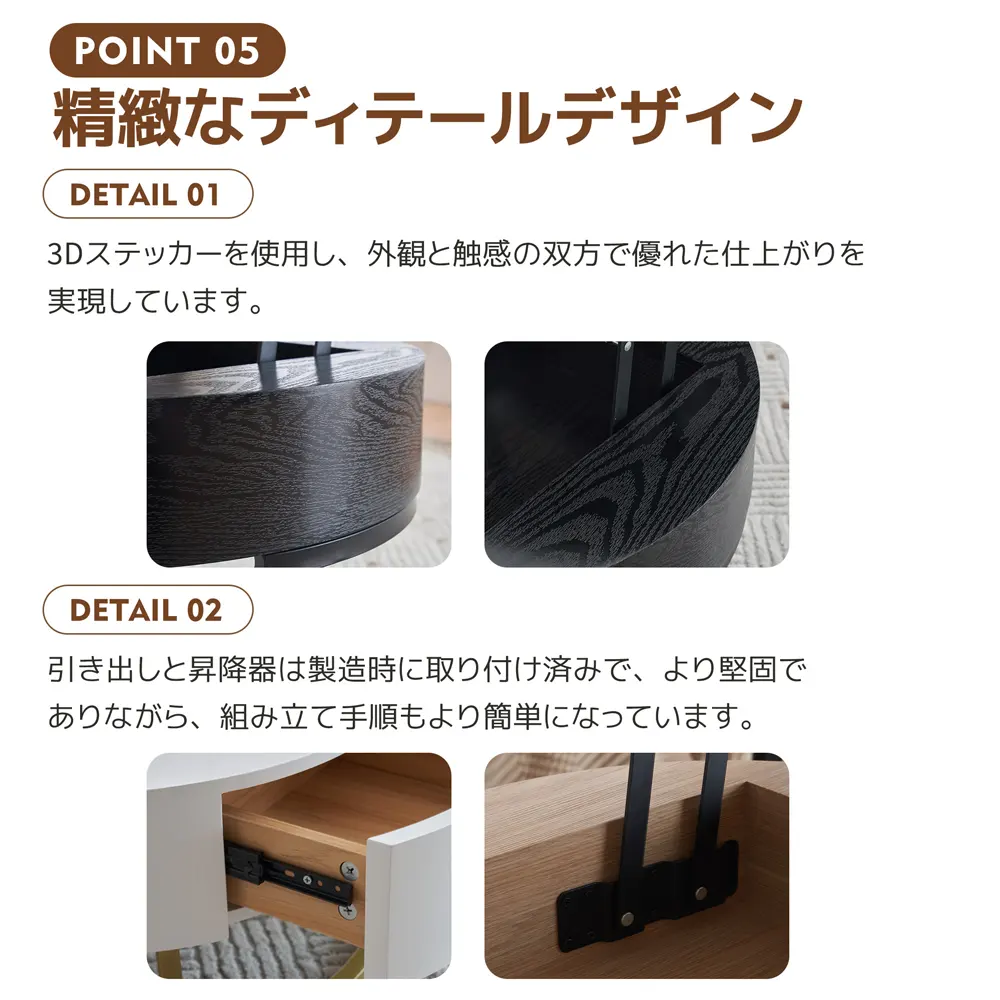 POINT 05
精緻なディテールデザイン
DETAIL 01
3Dステッカーを使用し、外観と触感の双方で優れた仕上がりを
実現しています。
DETAIL 02
引き出しと昇降器は製造時に取り付け済みで、より堅固で
ありながら、組み立て手順もより簡単になっています。